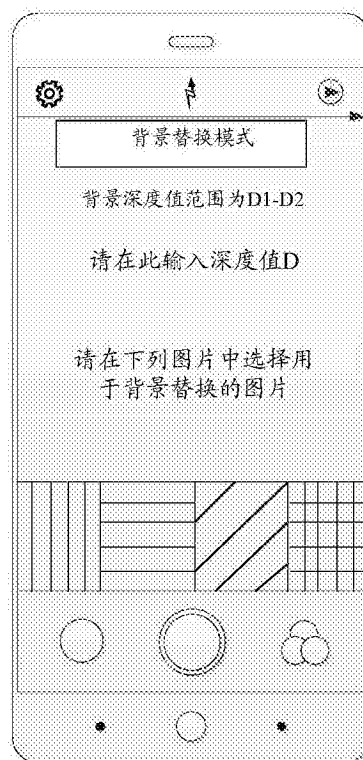 背景替换模式
背景深度值范围为D1-D2
请在此输入深度值D
请在下列图片中选择用
于背景替换的图片